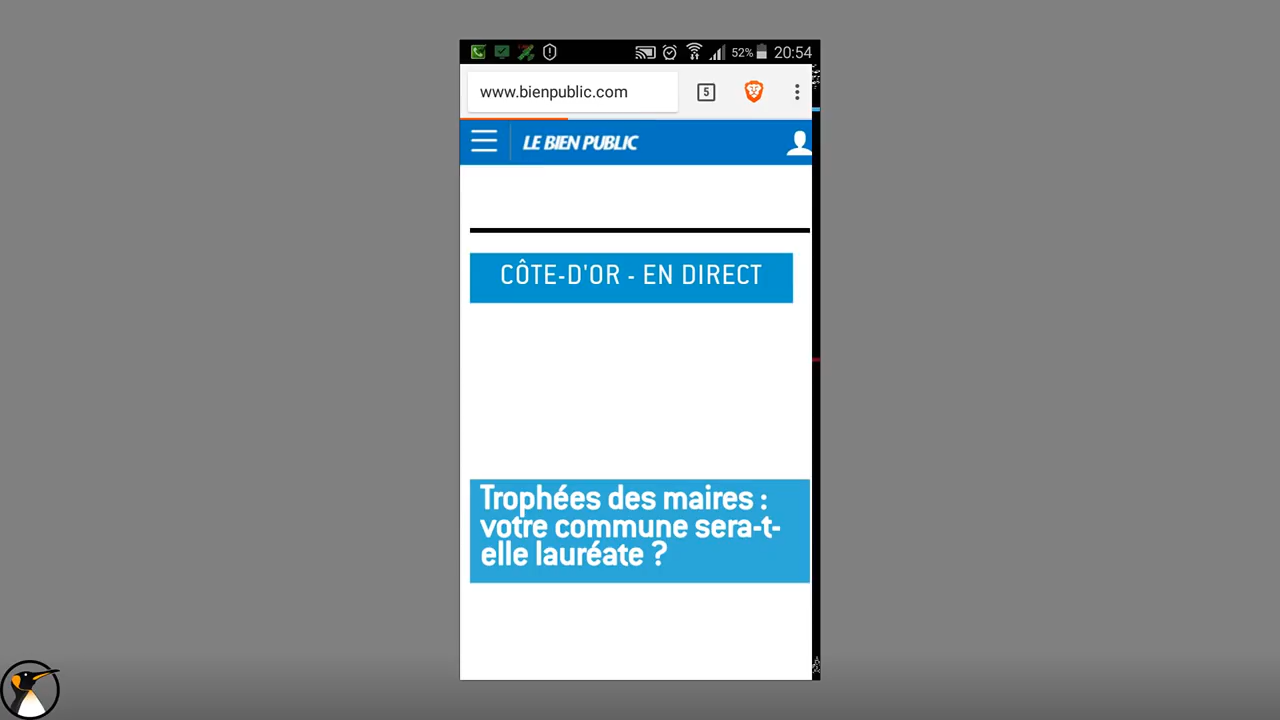 52% 20:54
www.bienpublic.com 5
LE BIEN PUBLIC
CÔTE-D'OR - EN DIRECT
Trophées des maires :
votre commune sera-t-
elle lauréate ?